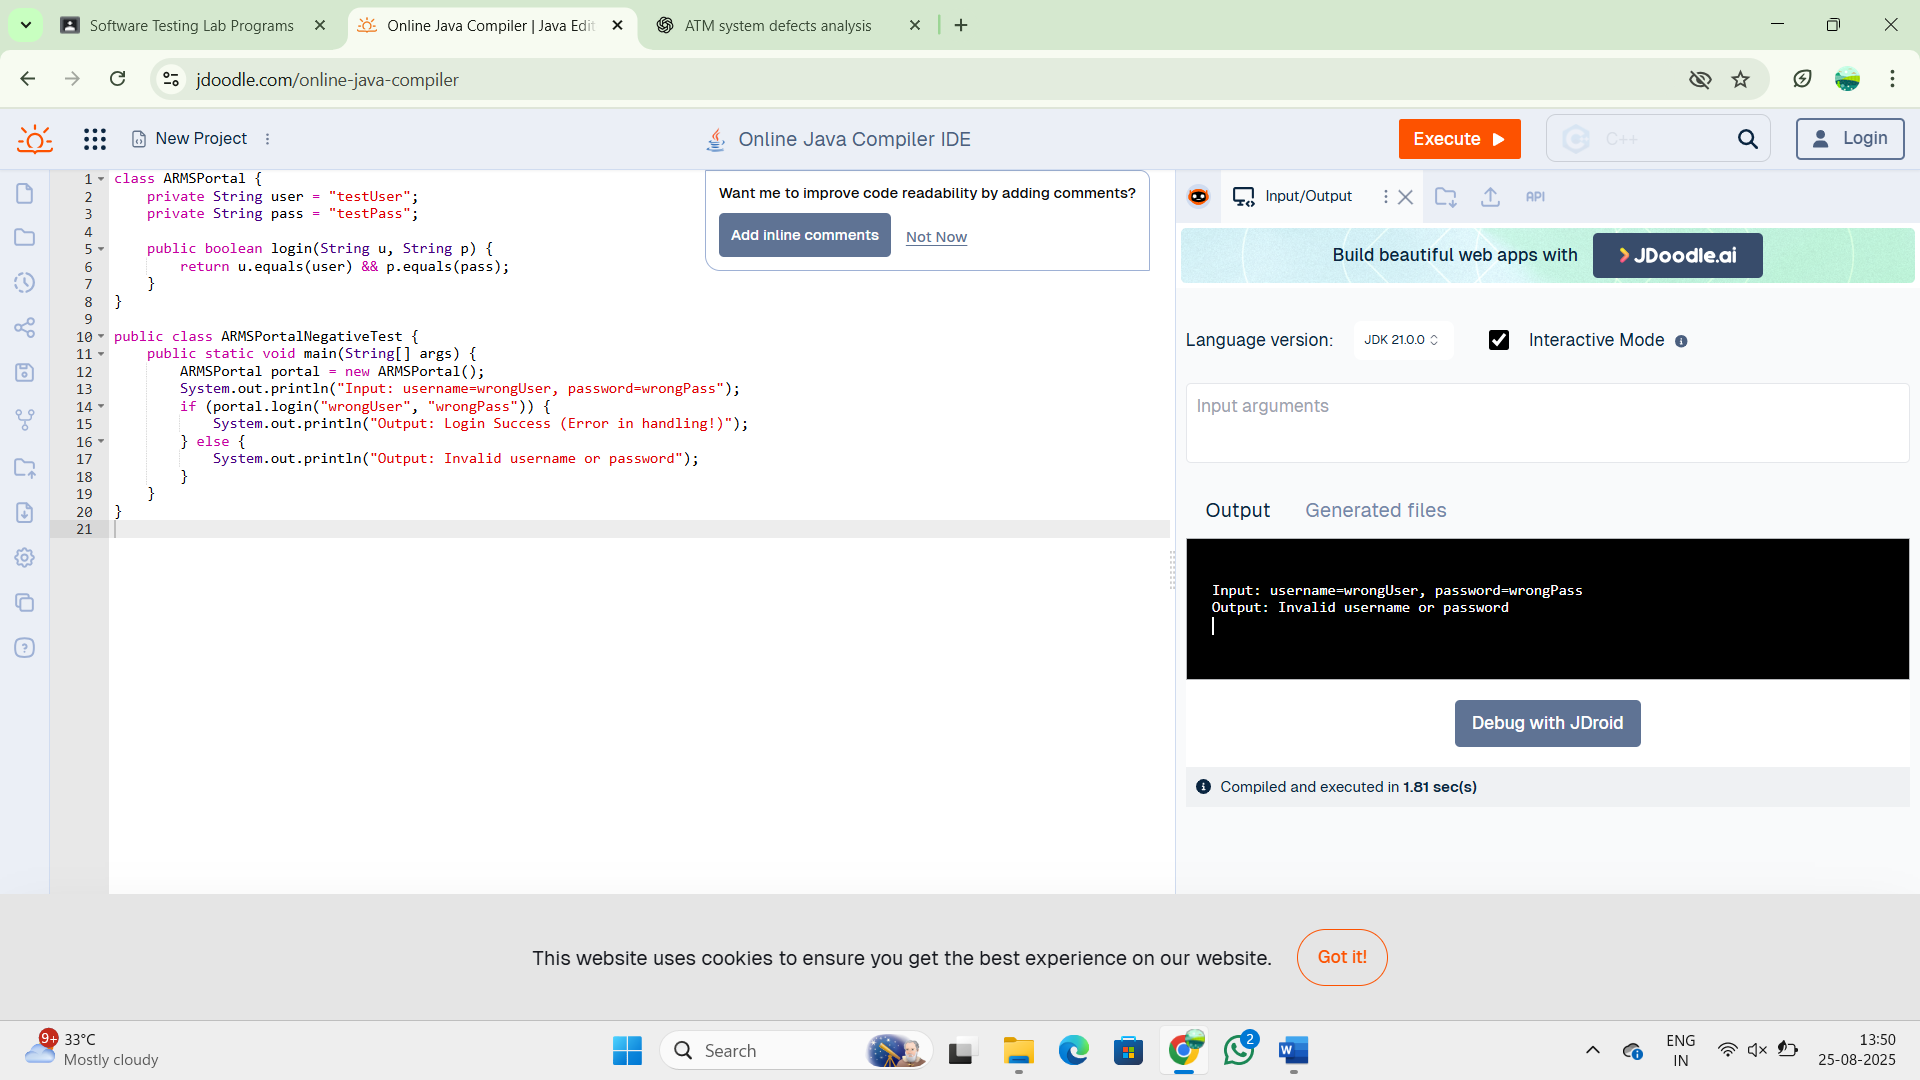 Software Testing Lab Programs
Online Java Compiler | Java Edit
ATM system defects analysis
jdoodle.com/online-java-compiler
New Project
Online Java Compiler IDE
Execute
C++
Login
1 class ARMSPortal {
2 private String user = "testUser";
3 private String pass = "testPass";
4
5 public boolean login(String u, String p) {
6 return u.equals(user) && p.equals(pass);
7 }
8 }
9
10 public class ARMSPortalNegativeTest {
11 public static void main(String[] args) {
12 ARMSPortal portal = new ARMSPortal();
13 System.out.println("Input: username=wrongUser, password=wrongPass");
14 if (portal.login("wrongUser", "wrongPass")) {
15 System.out.println("Output: Login Success (Error in handling!)");
16 } else {
17 System.out.println("Output: Invalid username or password");
18 }
19 }
20 }
21
Want me to improve code readability by adding comments?
Add inline comments
Not Now
Input/Output
API
Build beautiful web apps with
JDoodle.ai
Language version:
JDK 21.0.0
Interactive Mode
Input arguments
Output
Generated files
Input: username=wrongUser, password=wrongPass
Output: Invalid username or password
Debug with JDroid
Compiled and executed in 1.81 sec(s)
This website uses cookies to ensure you get the best experience on our website.
Got it!
9+
33°C
Mostly cloudy
Search
2
ENG
IN
13:50
25-08-2025